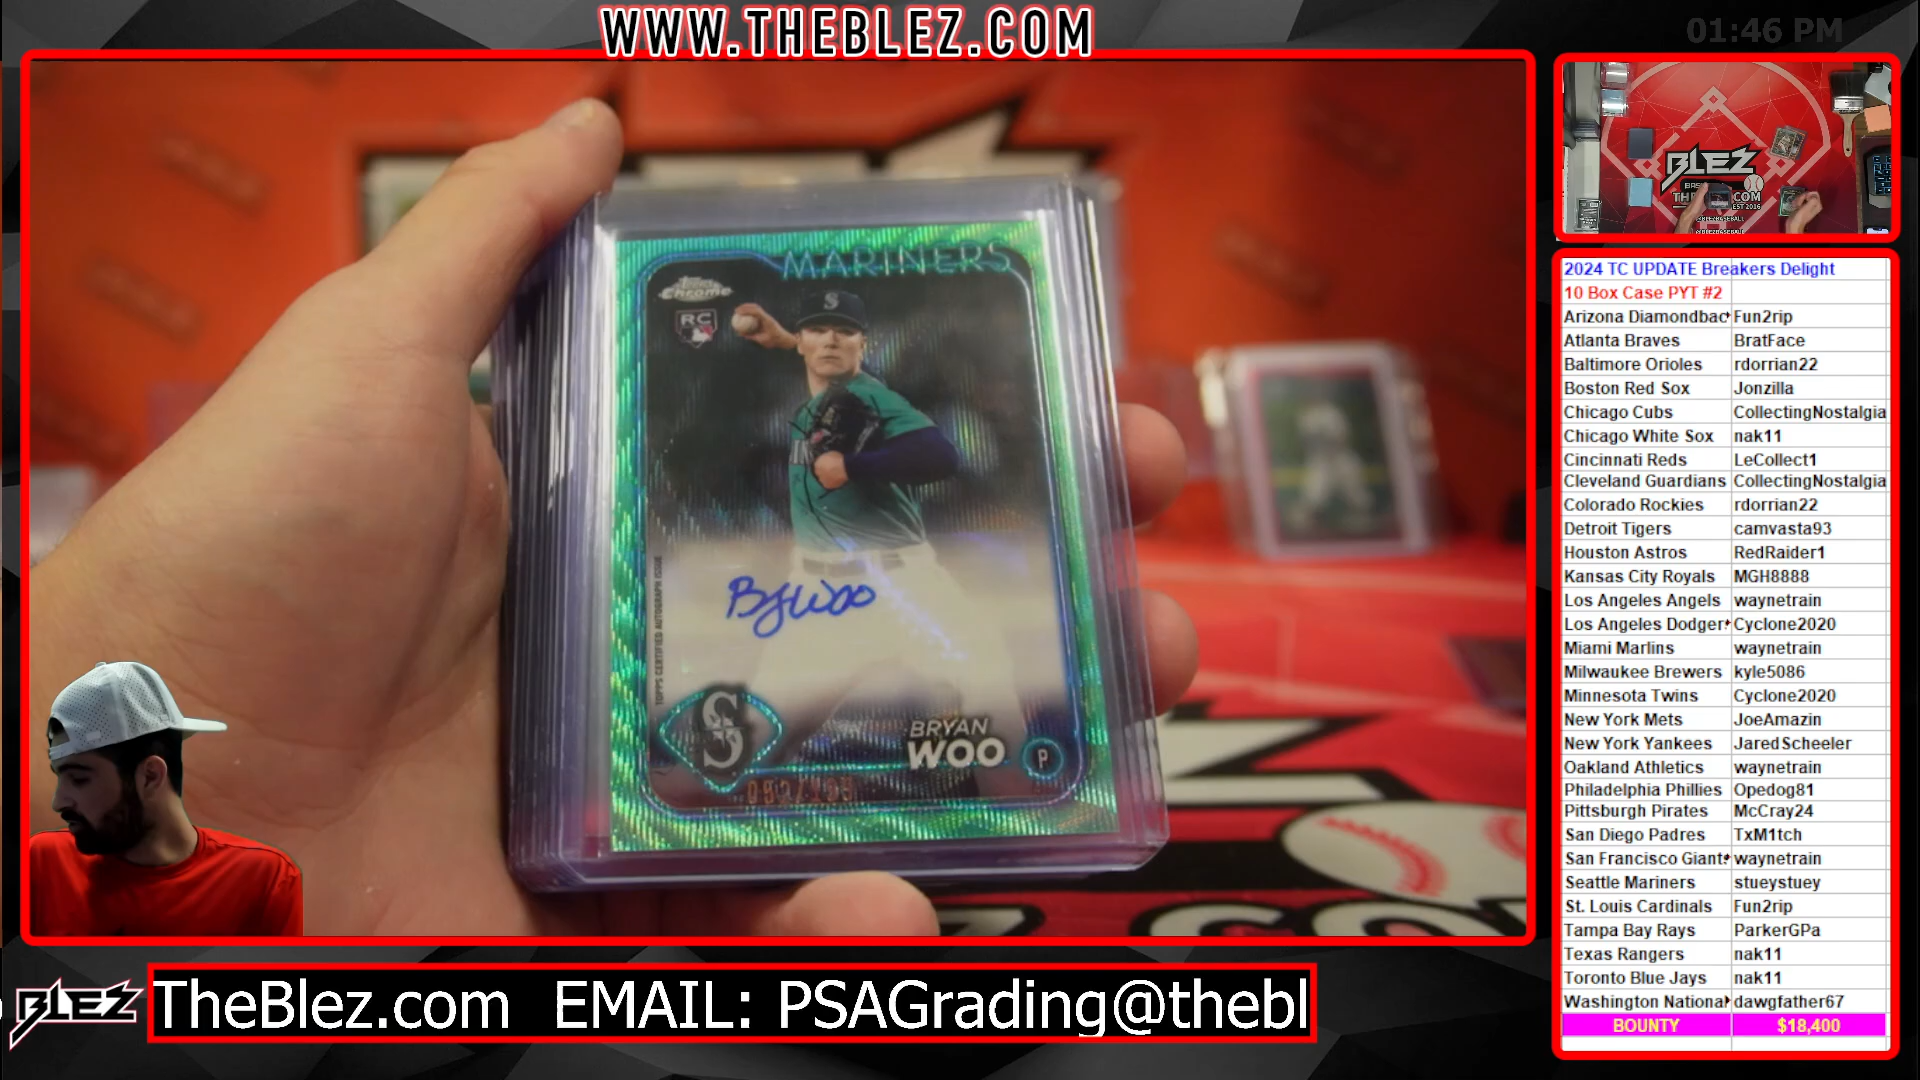 WWW.THEBLEZ.COM
01:46 PM
MARINERS
Topps
Chrome
RC
S
TOPPS CERTIFIED AUTOGRAPH ISSUE
S
BRYAN
WOO
P
BLEZ
2024 TC UPDATE Breakers Delight
10 Box Case PYT #2
Arizona Diamondbac Fun2rip
Atlanta Braves BratFace
Baltimore Orioles rdorrian22
Boston Red Sox Jonzilla
Chicago Cubs CollectingNostalgia
Chicago White Sox nak11
Cincinnati Reds LeCollect1
Cleveland Guardians CollectingNostalgia
Colorado Rockies rdorrian22
Detroit Tigers camvasta93
Houston Astros RedRaider1
Kansas City Royals MGH8888
Los Angeles Angels waynetrain
Los Angeles Dodger Cyclone2020
Miami Marlins waynetrain
Milwaukee Brewers kyle5086
Minnesota Twins Cyclone2020
New York Mets JoeAmazin
New York Yankees JaredScheeler
Oakland Athletics waynetrain
Philadelphia Phillies Opedog81
Pittsburgh Pirates McCray24
San Diego Padres TxM1tch
San Francisco Giant waynetrain
Seattle Mariners stueystuey
St. Louis Cardinals Fun2rip
Tampa Bay Rays ParkerGPa
Texas Rangers nak11
Toronto Blue Jays nak11
Washington Nationa dawgfather67
BOUNTY $18,400
BLEZ
TheBlez.com EMAIL: PSAGrading@thebl